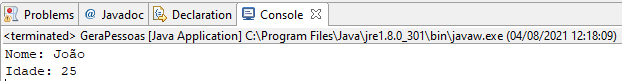 Problems @ Javadoc Declaration Console
<terminated> GeraPessoas [Java Application] C:\Program Files\Java\jre1.8.0_301\bin\javaw.exe (04/08/2021 12:18:09)
Nome: João
Idade: 25